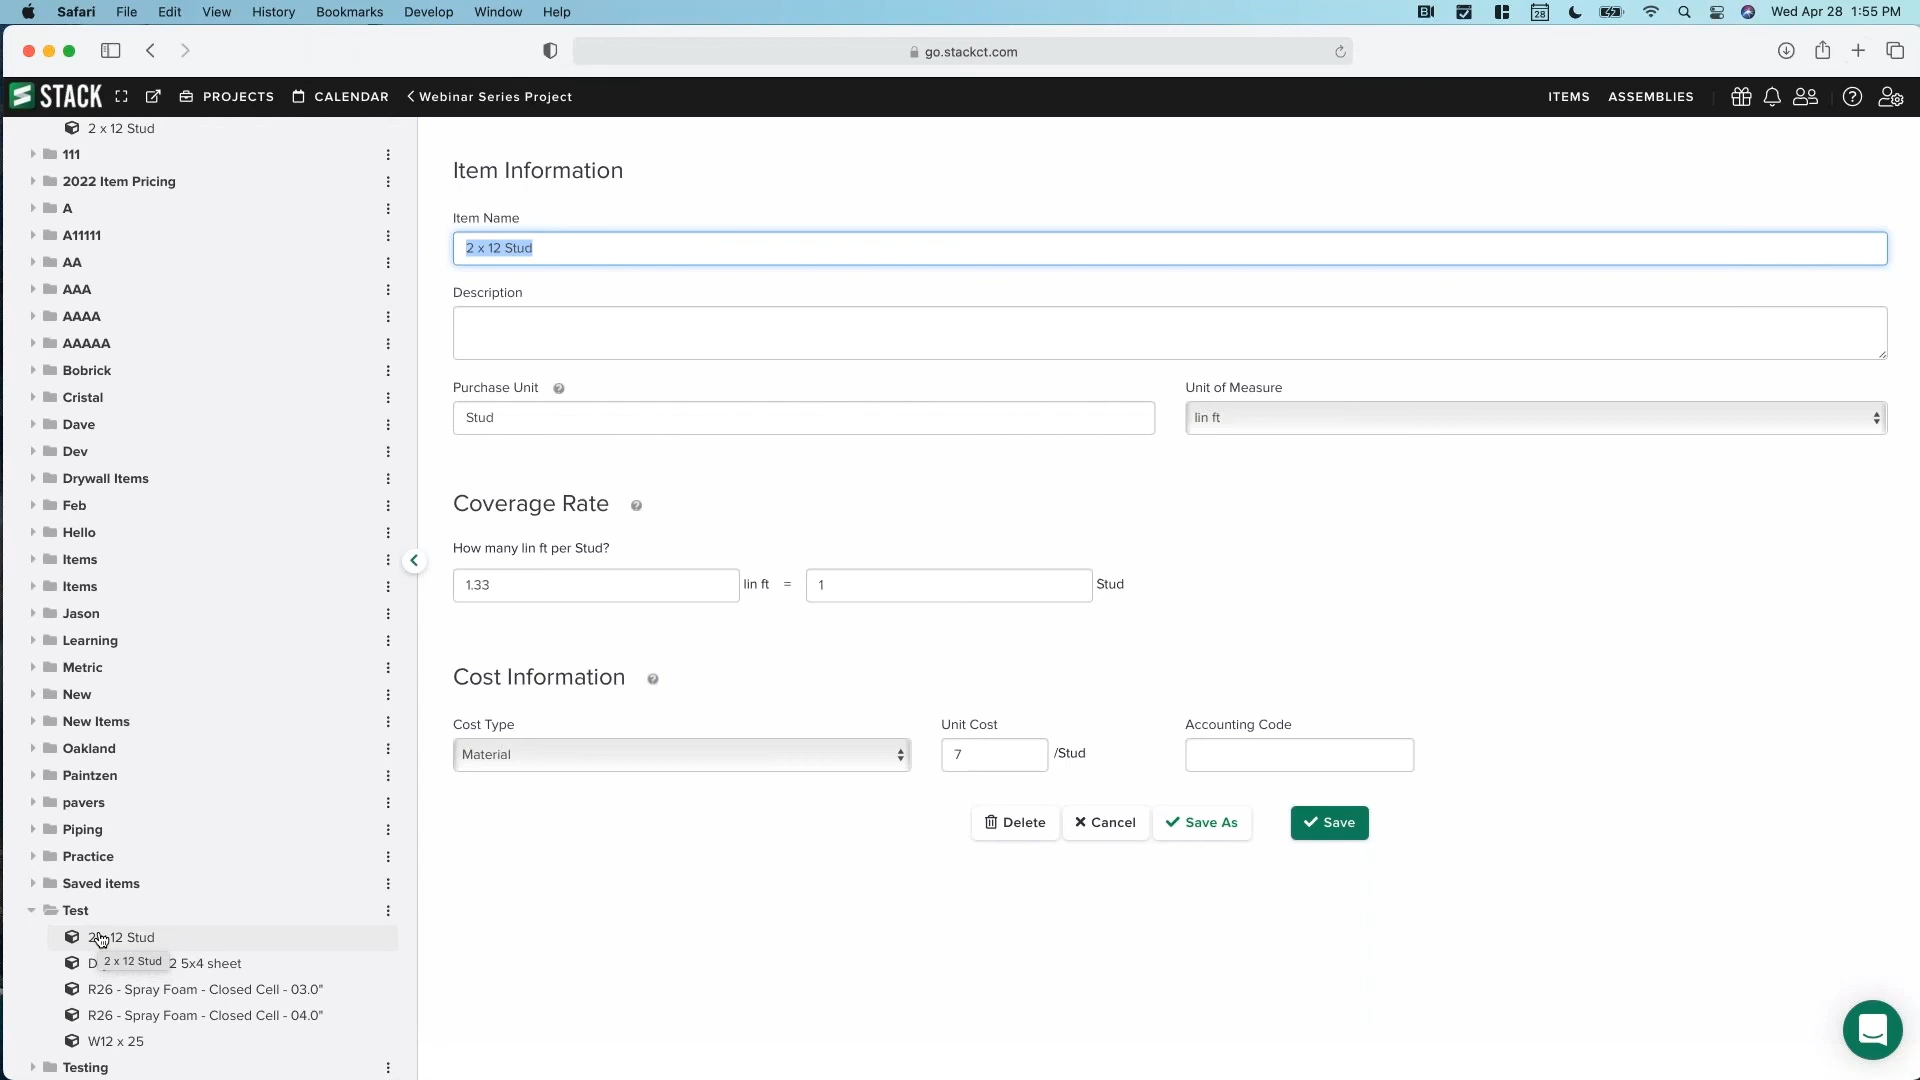 Safari File Edit View History Bookmarks Develop Window Help 28 Wed Apr 28 1:55 PM
go.stackct.com
STACK PROJECTS CALENDAR Webinar Series Project ITEMS ASSEMBLIES
2 x 12 Stud
111
2022 Item Pricing
A
A11111
AA
AAA
AAAA
AAAAA
Bobrick
Cristal
Dave
Dev
Drywall Items
Feb
Hello
Items
Items
Jason
Learning
Metric
New
New Items
Oakland
Paintzen
pavers
Piping
Practice
Saved items
Test
12 Stud
2 x 12 Stud
2 5x4 sheet
R26 - Spray Foam - Closed Cell - 03.0"
R26 - Spray Foam - Closed Cell - 04.0"
W12 x 25
Testing
Item Information
Item Name
2 x 12 Stud
Description
Purchase Unit
Stud
Unit of Measure
lin ft
Coverage Rate
How many lin ft per Stud?
1.33 lin ft = 1 Stud
Cost Information
Cost Type
Material
Unit Cost
7 /Stud
Accounting Code
Delete Cancel Save As Save